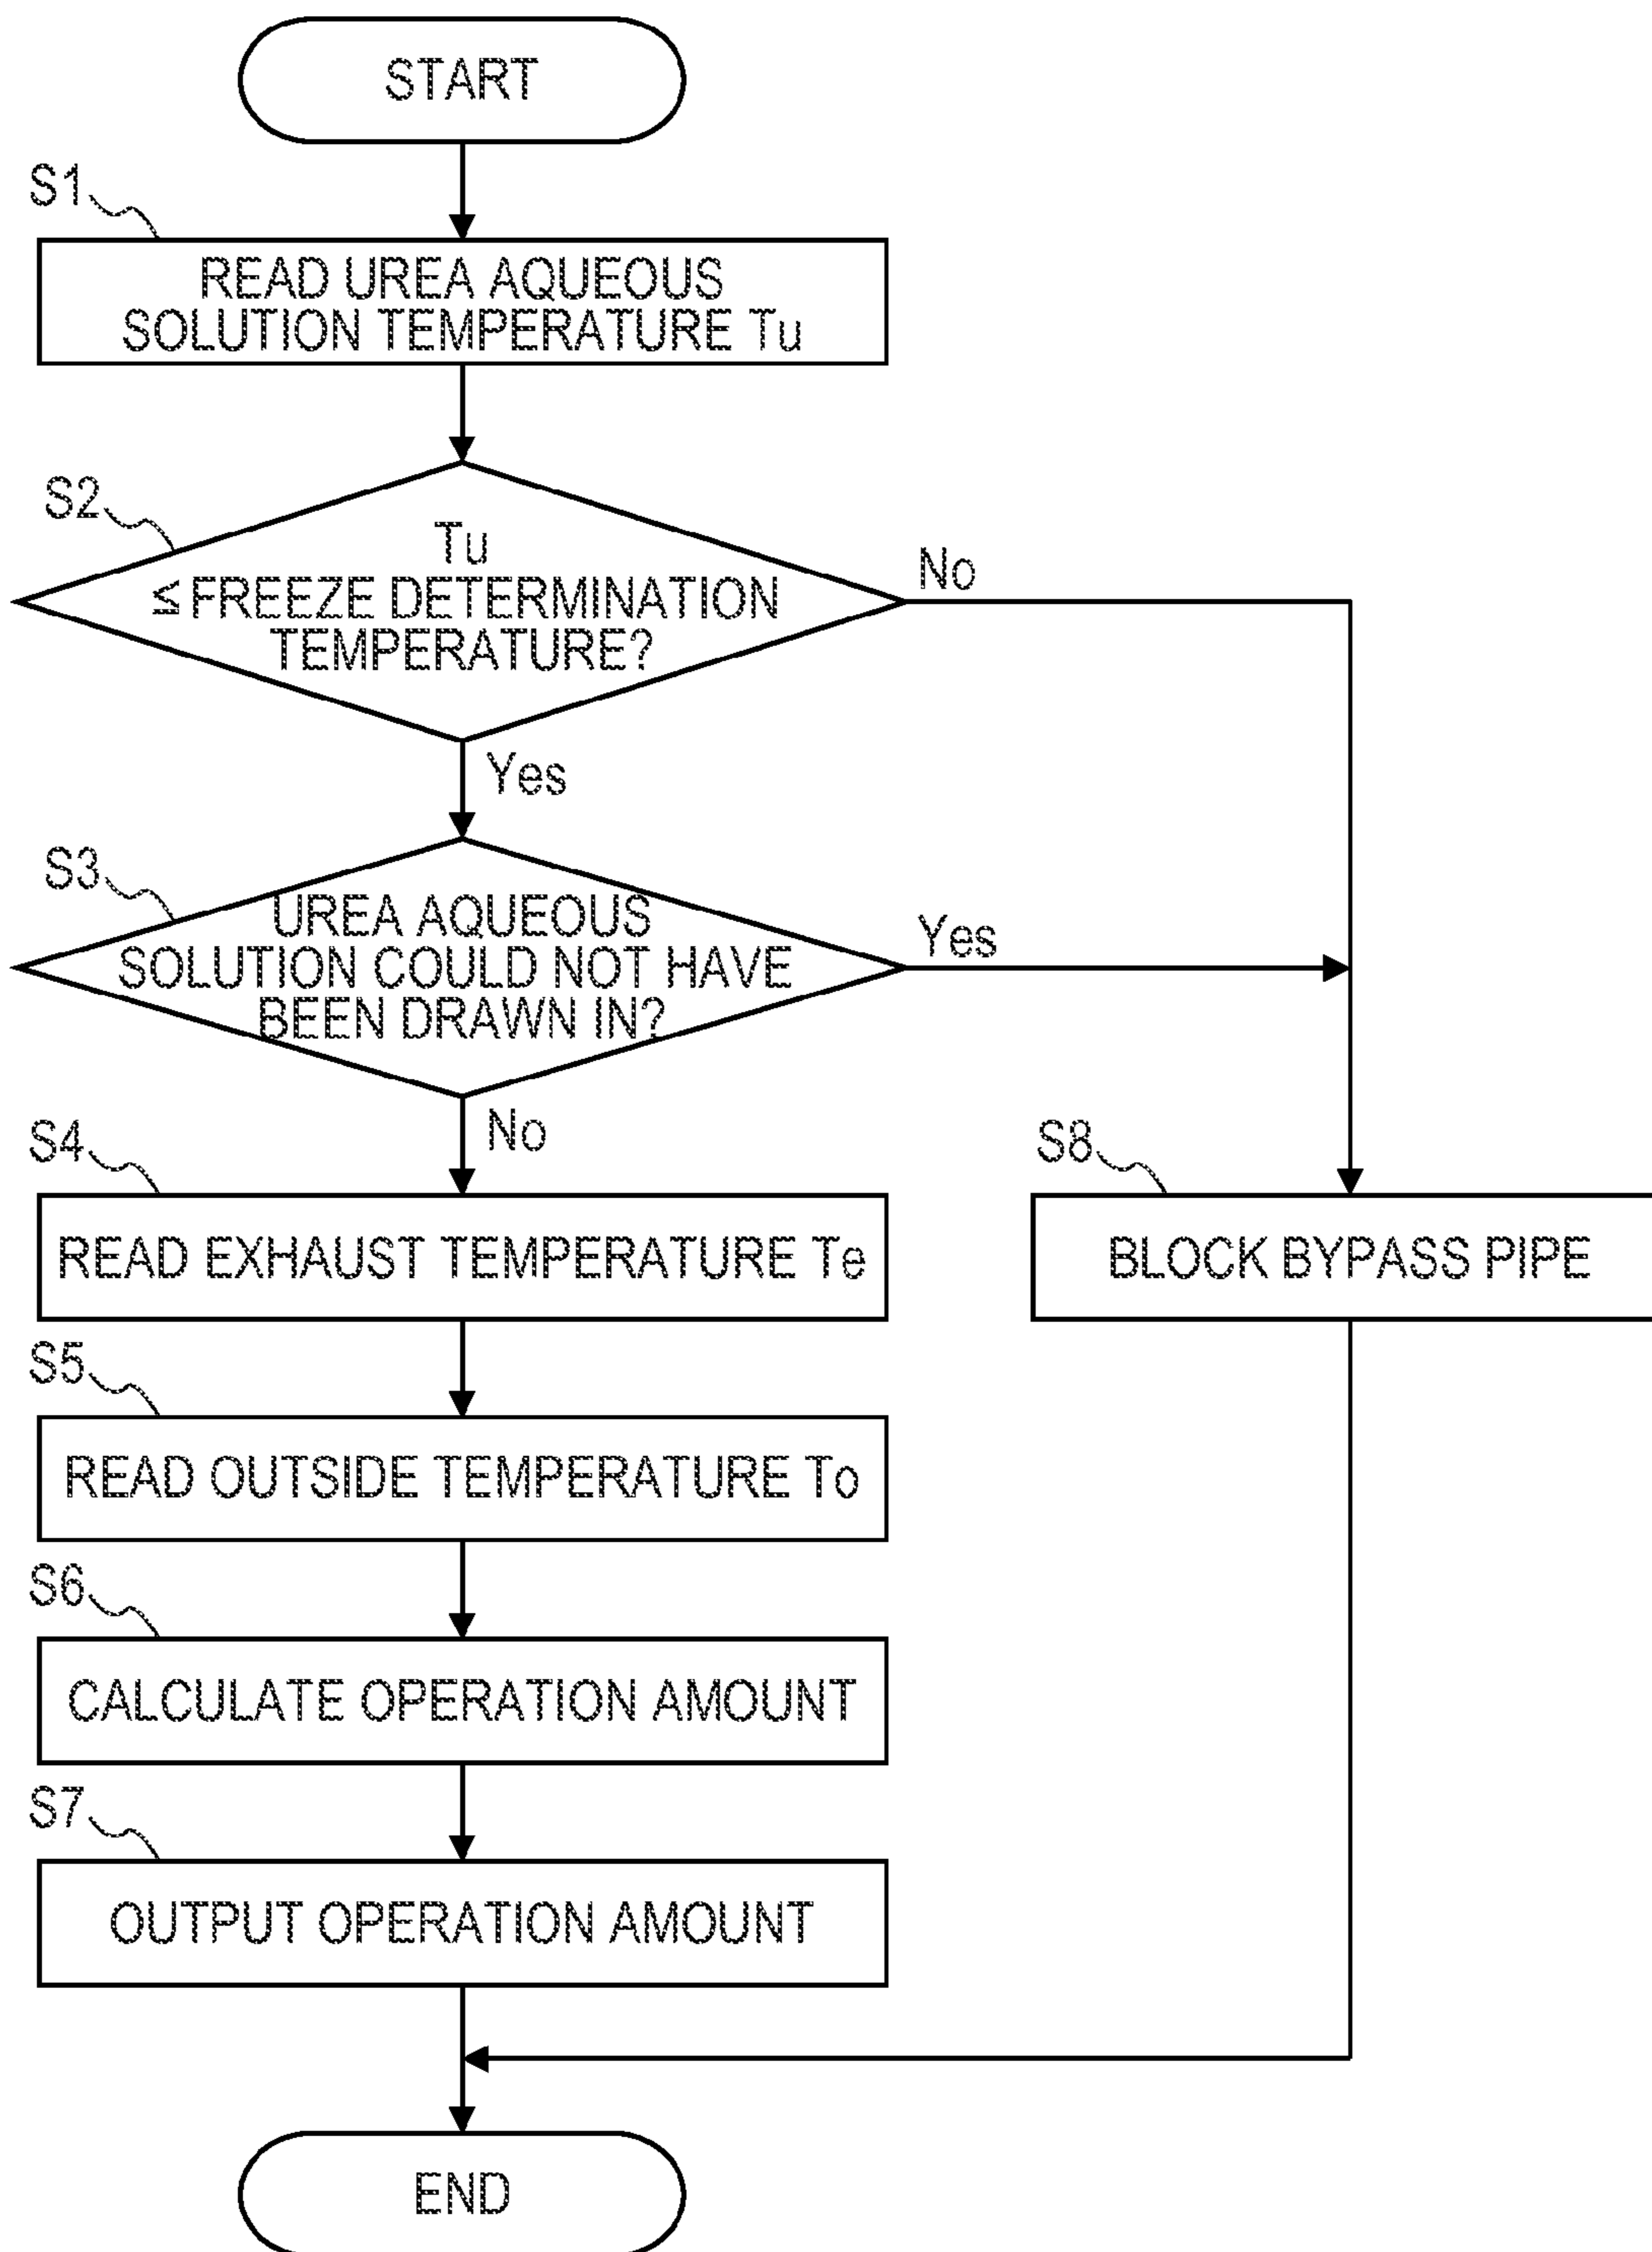 START
S1
READ UREA AQUEOUS
SOLUTION TEMPERATURE Tu
S2
Tu
≤ FREEZE DETERMINATION
TEMPERATURE?
No
Yes
S3
UREA AQUEOUS
SOLUTION COULD NOT HAVE
BEEN DRAWN IN?
Yes
No
S4
READ EXHAUST TEMPERATURE Te
S8
BLOCK BYPASS PIPE
S5
READ OUTSIDE TEMPERATURE To
S6
CALCULATE OPERATION AMOUNT
S7
OUTPUT OPERATION AMOUNT
END